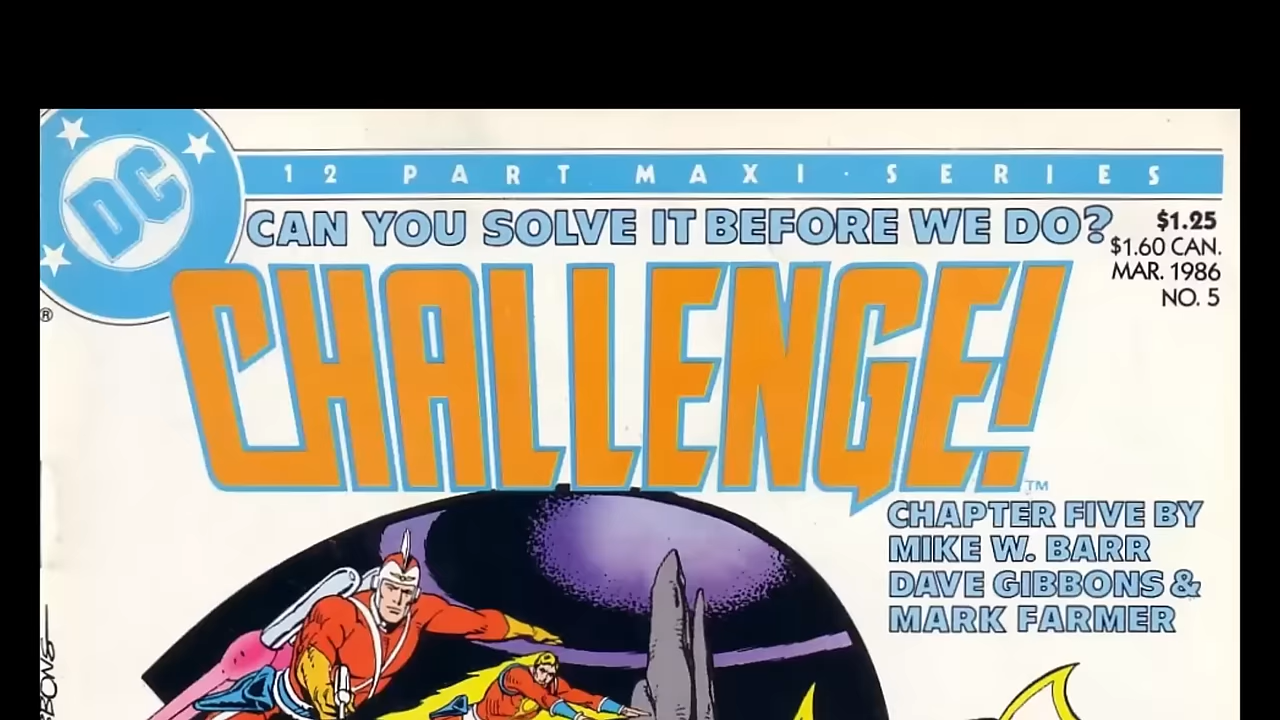 DC
12 PART MAXI·SERIES
CAN YOU SOLVE IT BEFORE WE DO?
$1.25
$1.60 CAN.
MAR. 1986
NO. 5
®
CHALLENGE!
TM
CHAPTER FIVE BY
MIKE W. BARR
DAVE GIBBONS &
MARK FARMER